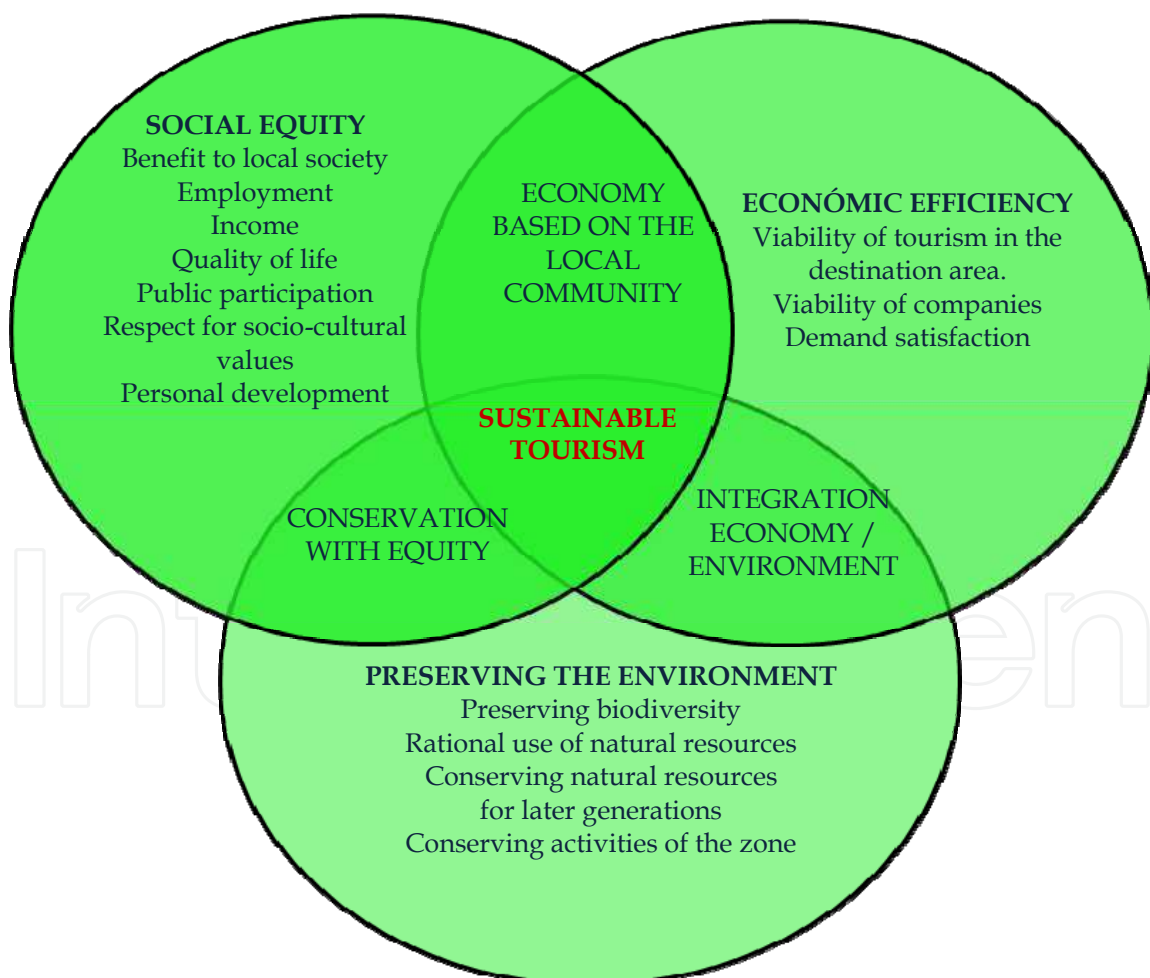 SOCIAL EQUITY
Benefit to local society
Employment
Income
Quality of life
Public participation
Respect for socio-cultural
values
Personal development
ECONOMY
BASED ON THE
LOCAL
COMMUNITY
ECONÓMIC EFFICIENCY
Viability of tourism in the
destination area.
Viability of companies
Demand satisfaction
SUSTAINABLE
TOURISM
CONSERVATION
WITH EQUITY
INTEGRATION
ECONOMY /
ENVIRONMENT
PRESERVING THE ENVIRONMENT
Preserving biodiversity
Rational use of natural resources
Conserving natural resources
for later generations
Conserving activities of the zone